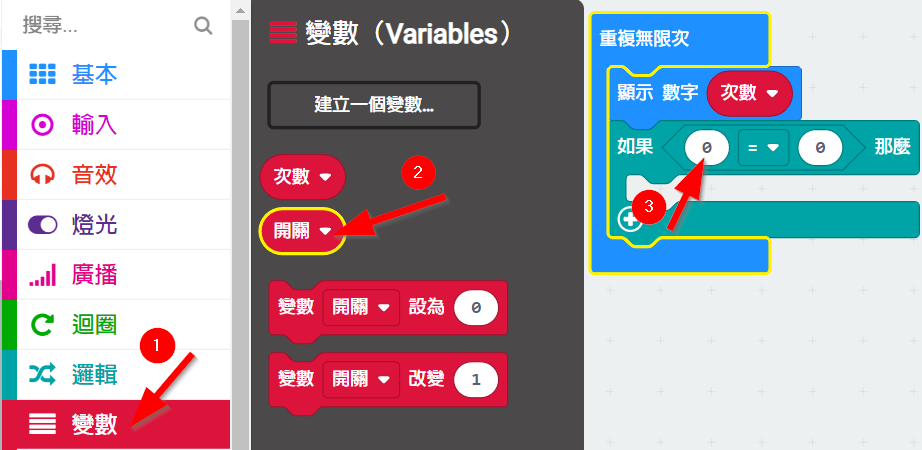 搜尋...
基本
輸入
音效
燈光
廣播
迴圈
邏輯
變數
1
變數（Variables）
建立一個變數...
次數
開關
2
變數 開關 設為 0
變數 開關 改變 1
重複無限次
顯示 數字 次數
如果 0 = 0 那麼
3